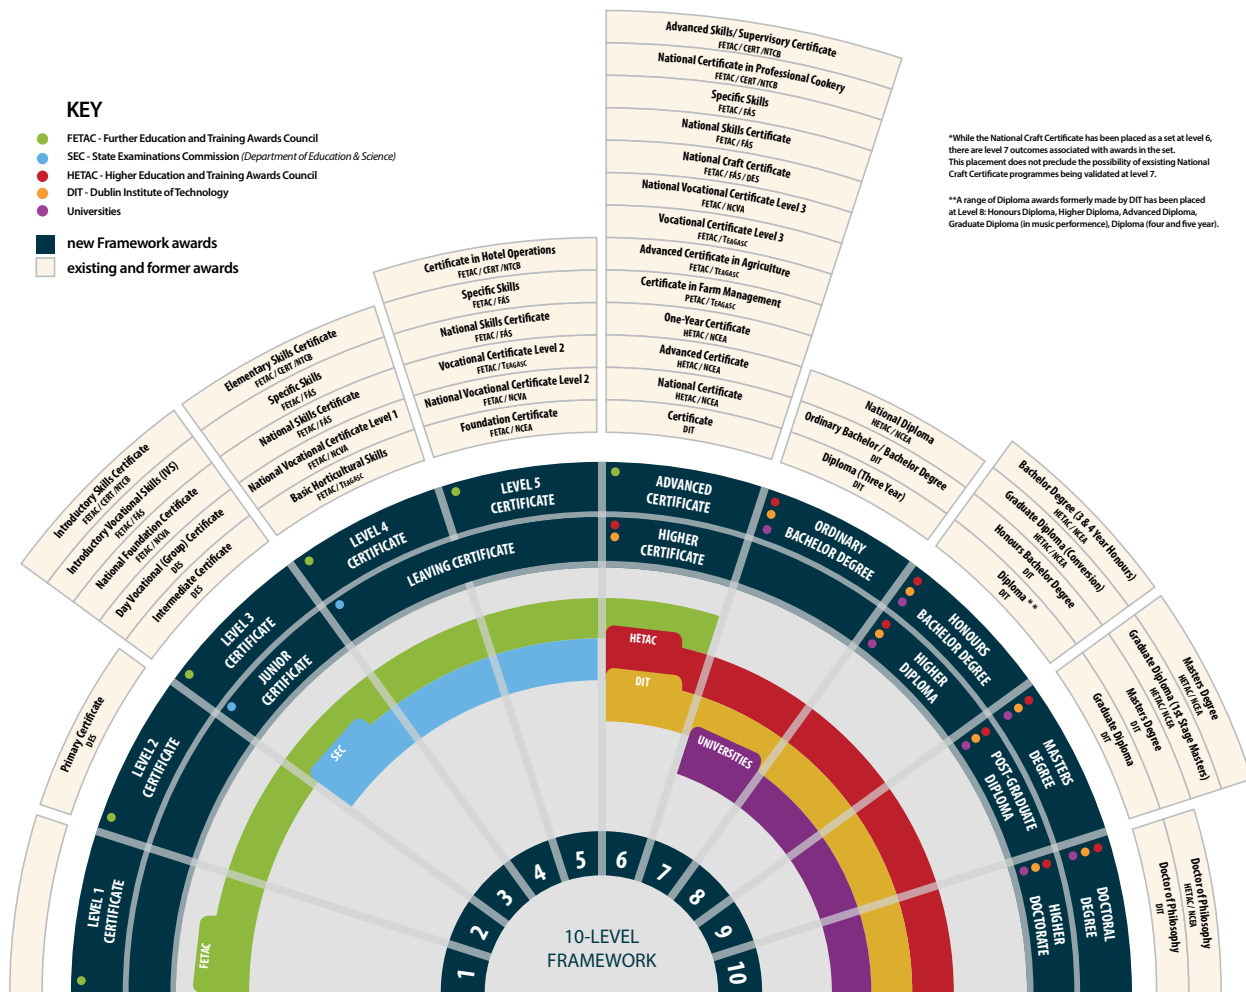 KEY
FETAC - Further Education and Training Awards Council
SEC - State Examinations Commission (Department of Education & Science)
HETAC - Higher Education and Training Awards Council
DIT - Dublin Institute of Technology
Universities
new Framework awards
existing and former awards
*While the National Craft Certificate has been placed as a set at level 6,
there are level 7 outcomes associated with awards in the set.
This placement does not preclude the possibility of exsisting National
Craft Certificate programmes being validated at level 7.
**A range of Diploma awards formerly made by DIT has been placed
at Level 8: Honours Diploma, Higher Diploma, Advanced Diploma,
Graduate Diploma (in music performence), Diploma (four and five year).
Primary Certificate
DES
Introductory Skills Certificate
FETAC / CERT /NTCB
Introductory Vocational Skills (IVS)
FETAC / FÁS
National Foundation Certificate
FETAC / NCVA
Day Vocational (Group) Certificate
DES
Intermediate Certificate
DES
Elementary Skills Certificate
FETAC / CERT /NTCB
Specific Skills
FETAC / FÁS
National Skills Certificate
FETAC / FÁS
National Vocational Certificate Level 1
FETAC / NCVA
Basic Horticultural Skills
FETAC / TEAGASC
Certificate in Hotel Operations
FETAC / CERT /NTCB
Specific Skills
FETAC / FÁS
National Skills Certificate
FETAC / FÁS
Vocational Certificate Level 2
FETAC / TEAGASC
National Vocational Certificate Level 2
FETAC / NCVA
Foundation Certificate
FETAC / NCEA
Advanced Skills/ Supervisory Certificate
FETAC / CERT /NTCB
National Certificate in Professional Cookery
FETAC / CERT /NTCB
Specific Skills
FETAC / FÁS
National Skills Certificate
FETAC / FÁS
National Craft Certificate
FETAC / FÁS / DES
National Vocational Certificate Level 3
FETAC / NCVA
Vocational Certificate Level 3
FETAC / TEAGASC
Advanced Certificate in Agriculture
FETAC / TEAGASC
Certificate in Farm Management
PETAC / TEAGASC
One-Year Certificate
HETAC / NCEA
Advanced Certificate
HETAC / NCEA
National Certificate
HETAC / NCEA
Certificate
DIT
National Diploma
HETAC / NCEA
Ordinary Bachelor / Bachelor Degree
DIT
Diploma (Three Year)
DIT
Bachelor Degree (3 & 4 Year Honours)
HETAC / NCEA
Graduate Diploma (Conversion)
HETAC / NCEA
Honours Bachelor Degree
DIT
Diploma **
DIT
Masters Degree
HETAC / NCEA
Graduate Diploma (1st Stage Masters)
HETAC / NCEA
Masters Degree
DIT
Graduate Diploma
DIT
Doctor of Philosophy
HETAC / NCEA
Doctor of Philosophy
DIT
LEVEL 1
CERTIFICATE
LEVEL 2
CERTIFICATE
LEVEL 3
CERTIFICATE
JUNIOR
CERTIFICATE
LEVEL 4
CERTIFICATE
LEVEL 5
CERTIFICATE
LEAVING CERTIFICATE
ADVANCED
CERTIFICATE
HIGHER
CERTIFICATE
ORDINARY
BACHELOR DEGREE
HONOURS
BACHELOR DEGREE
HIGHER
DIPLOMA
MASTERS
DEGREE
POST-GRADUATE
DIPLOMA
DOCTORAL
DEGREE
HIGHER
DOCTORATE
FETAC
SEC
HETAC
DIT
UNIVERSITIES
1
2
3
4
5
6
7
8
9
10
10-LEVEL
FRAMEWORK